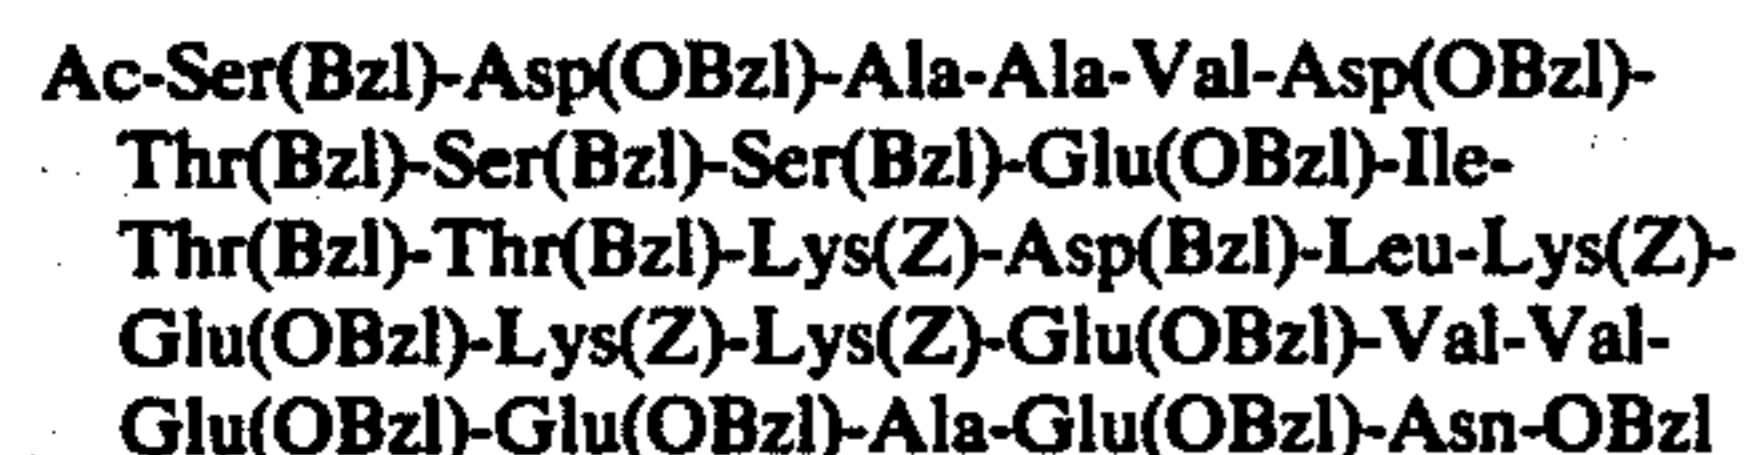 Ac-Ser(Bzl)-Asp(OBzl)-Ala-Ala-Val-Asp(OBzl)-
Thr(Bzl)-Ser(Bzl)-Ser(Bzl)-Glu(OBzl)-Ile-
Thr(Bzl)-Thr(Bzl)-Lys(Z)-Asp(Bzl)-Leu-Lys(Z)-
Glu(OBzl)-Lys(Z)-Lys(Z)-Glu(OBzl)-Val-Val-
Glu(OBzl)-Glu(OBzl)-Ala-Glu(OBzl)-Asn-OBzl